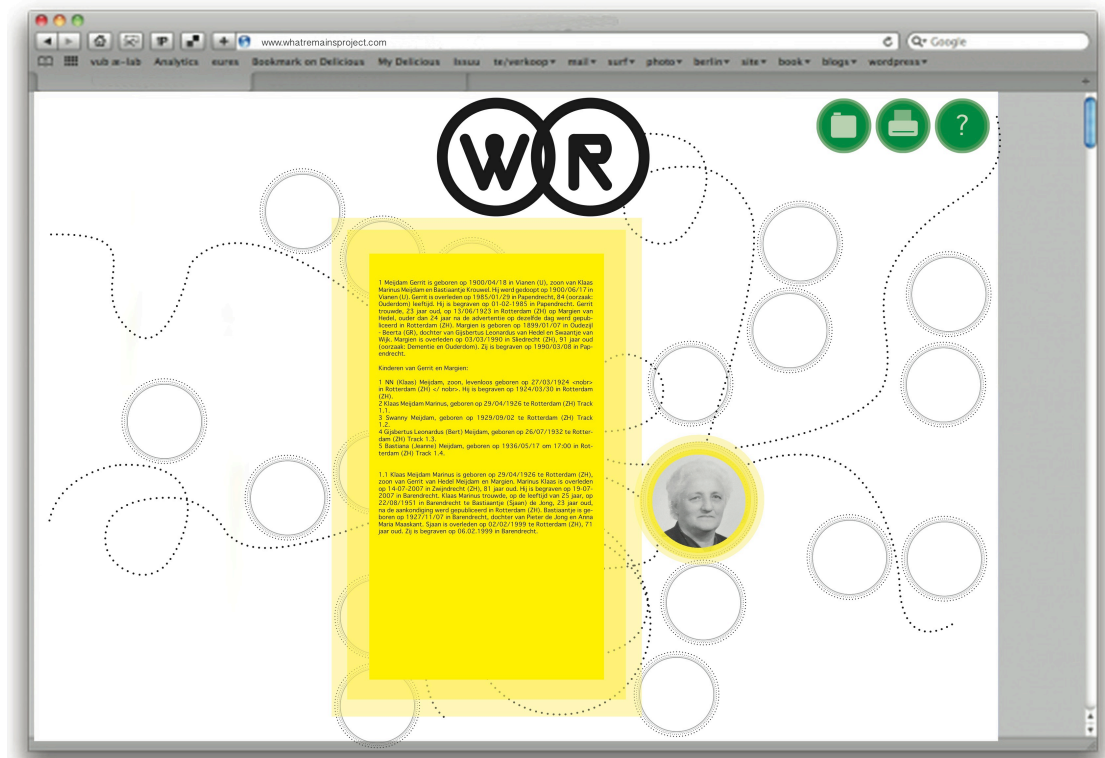 www.whatremainsproject.com
Google
vub æ-lab Analytics eures Bookmark on Delicious My Delicious Issuu te/verkoop mail surf photo berlin site book blogs wordpress
WR
?
1 Meijdam Gerrit is geboren op 1900/04/18 in Vianen (U), zoon van Klaas
Marinus Meijdam en Bastiaantje Krouwel. Hij werd gedoopt op 1900/06/17 in
Vianen (U). Gerrit is overleden op 1985/01/29 in Papendrecht, 84 (oorzaak:
Ouderdom) leeftijd. Hij is begraven op 01-02-1985 in Papendrecht. Gerrit
trouwde, 23 jaar oud, op 13/06/1923 in Rotterdam (ZH) op Margien van
Hedel, ouder dan 24 jaar na de advertentie op dezelfde dag werd gepub-
liceerd in Rotterdam (ZH). Margien is geboren op 1899/01/07 in Oudezijl
- Beerta (GR), dochter van Gijsbertus Leonardus van Hedel en Swaantje van
Wijk. Margien is overleden op 03/03/1990 in Sliedrecht (ZH), 91 jaar oud
(oorzaak: Dementie en Ouderdom). Zij is begraven op 1990/03/08 in Pap-
endrecht.
Kinderen van Gerrit en Margien:
1 NN (Klaas) Meijdam, zoon, levenloos geboren op 27/03/1924 <nobr>
in Rotterdam (ZH) </ nobr>. Hij is begraven op 1924/03/30 in Rotterdam
(ZH).
2 Klaas Meijdam Marinus, geboren op 29/04/1926 te Rotterdam (ZH) Track
1.1.
3 Swanny Meijdam, geboren op 1929/09/02 te Rotterdam (ZH) Track
1.2.
4 Gijsbertus Leonardus (Bert) Meijdam, geboren op 26/07/1932 te Rotter-
dam (ZH) Track 1.3.
5 Bastiana (Jeanne) Meijdam, geboren op 1936/05/17 om 17:00 in Rot-
terdam (ZH) Track 1.4.
1.1 Klaas Meijdam Marinus is geboren op 29/04/1926 te Rotterdam (ZH),
zoon van Gerrit van Hedel Meijdam en Margien. Marinus Klaas is overleden
op 14-07-2007 in Zwijndrecht (ZH), 81 jaar oud. Hij is begraven op 19-07-
2007 in Barendrecht. Klaas Marinus trouwde, op de leeftijd van 25 jaar, op
22/08/1951 in Barendrecht te Bastiaantje (Sjaan) de Jong, 23 jaar oud,
na de aankondiging werd gepubliceerd in Rotterdam (ZH). Bastiaantje is ge-
boren op 1927/11/07 in Barendrecht, dochter van Pieter de Jong en Anna
Maria Maaskant. Sjaan is overleden op 02/02/1999 te Rotterdam (ZH), 71
jaar oud. Zij is begraven op 06.02.1999 in Barendrecht.